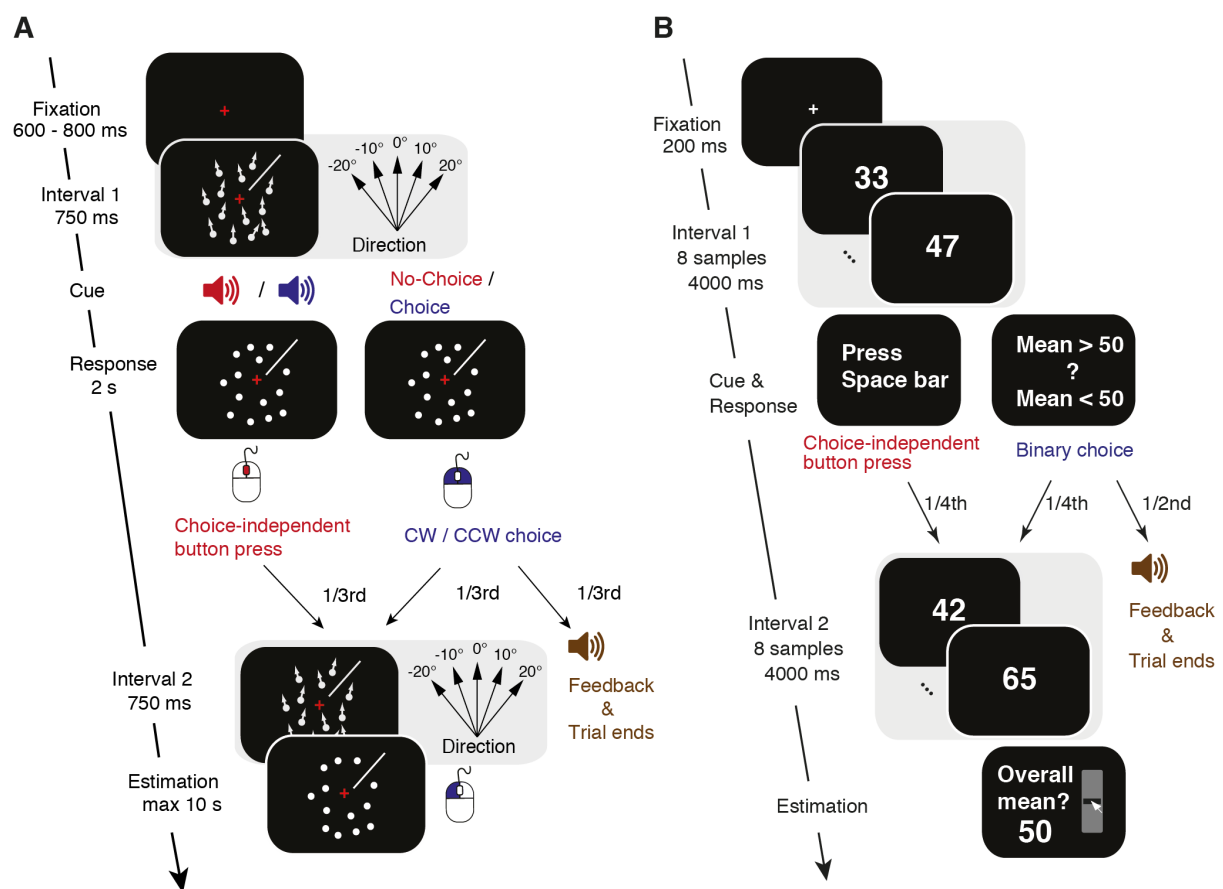 A
Fixation
600 - 800 ms
Interval 1
750 ms
-20°
-10°
0°
10°
20°
Direction
Cue
/
No-Choice /
Choice
Response
2 s
Choice-independent
button press
CW / CCW choice
1/3rd
1/3rd
1/3rd
Interval 2
750 ms
-20°
-10°
0°
10°
20°
Direction
Feedback
&
Trial ends
Estimation
max 10 s
B
Fixation
200 ms
33
47
Interval 1
8 samples
4000 ms
Cue &
Response
Press
Space bar
Mean > 50
?
Mean < 50
Choice-independent
button press
Binary choice
1/4th
1/4th
1/2nd
Interval 2
8 samples
4000 ms
42
65
Feedback
&
Trial ends
Estimation
Overall
mean?
50